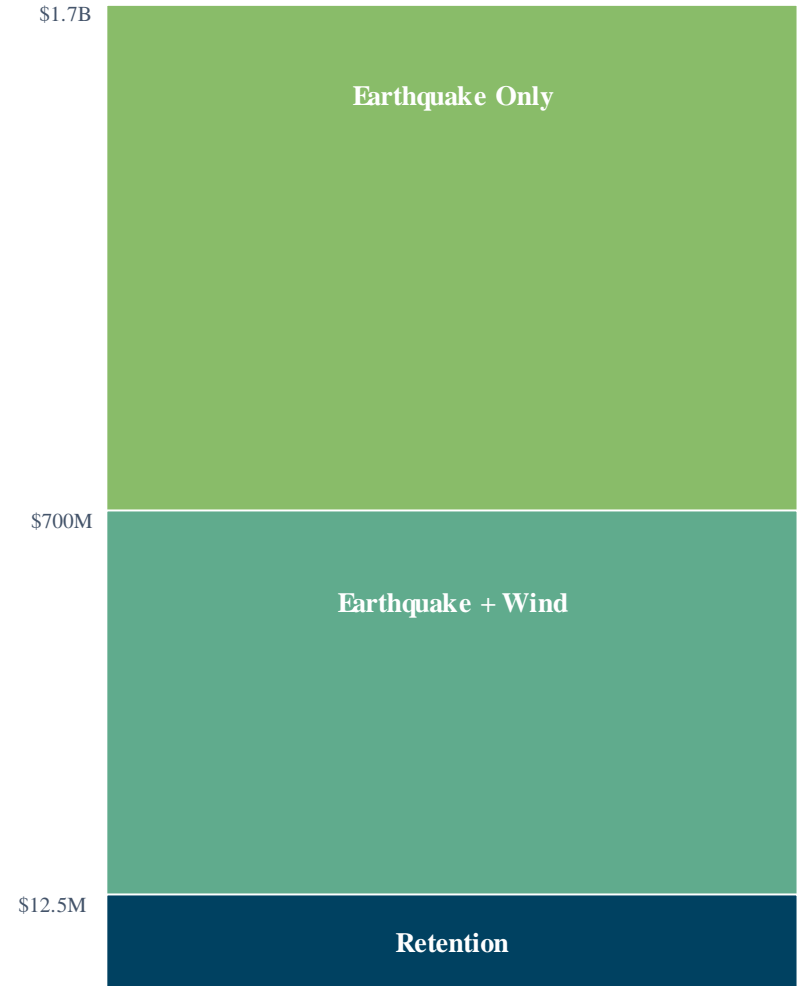 $1.7B
Earthquake Only
$700M
Earthquake + Wind
$12.5M
Retention